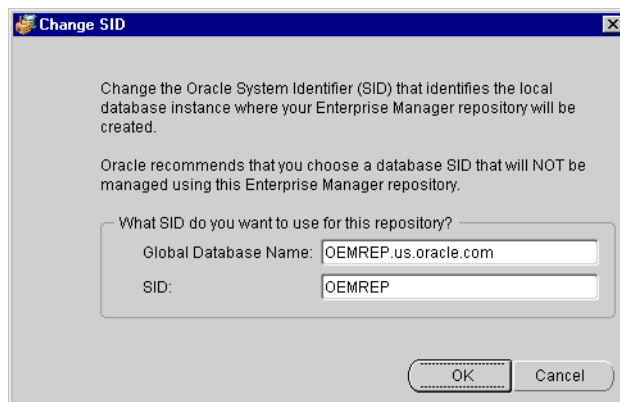 Change SID
Change the Oracle System Identifier (SID) that identifies the local
database instance where your Enterprise Manager repository will be
created.
Oracle recommends that you choose a database SID that will NOT be
managed using this Enterprise Manager repository.
What SID do you want to use for this repository?
Global Database Name: OEMREP.us.oracle.com
SID: OEMREP
OK Cancel